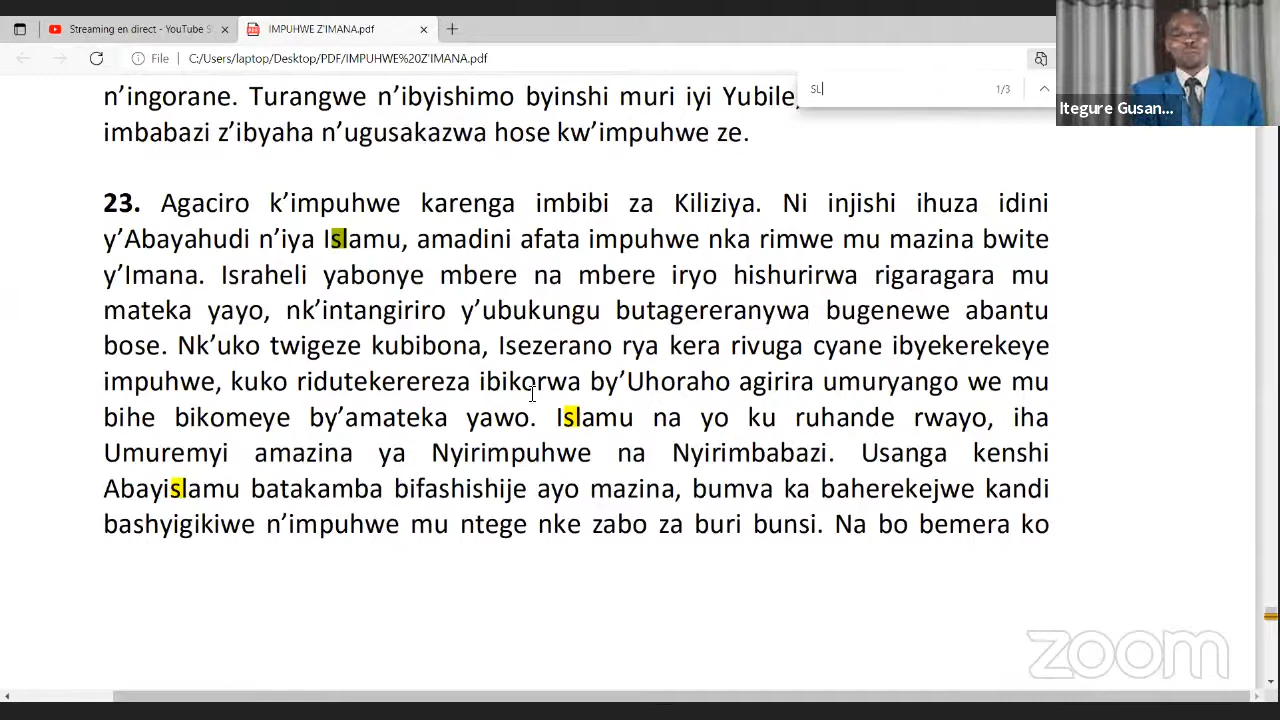 Streaming en direct - YouTube S
IMPUHWE Z'IMANA.pdf
File
C:/Users/laptop/Desktop/PDF/IMPUHWE%20Z'IMANA.pdf
SL
1/3
Itegure Gusan...
n’ingorane. Turangwe n’ibyishimo byinshi muri iyi Yubile,
imbabazi z’ibyaha n’ugusakazwa hose kw’impuhwe ze.
23. Agaciro k’impuhwe karenga imbibi za Kiliziya. Ni injishi ihuza idini
y’Abayahudi n’iya Islamu, amadini afata impuhwe nka rimwe mu mazina bwite
y’Imana. Israheli yabonye mbere na mbere iryo hishurirwa rigaragara mu
mateka yayo, nk’intangiriro y’ubukungu butagereranywa bugenewe abantu
bose. Nk’uko twigeze kubibona, Isezerano rya kera rivuga cyane ibyekerekeye
impuhwe, kuko ridutekerereza ibikorwa by’Uhoraho agirira umuryango we mu
bihe bikomeye by’amateka yawo. Islamu na yo ku ruhande rwayo, iha
Umuremyi amazina ya Nyirimpuhwe na Nyirimbabazi. Usanga kenshi
Abayislamu batakamba bifashishije ayo mazina, bumva ka baherekejwe kandi
bashyigikiwe n’impuhwe mu ntege nke zabo za buri bunsi. Na bo bemera ko
zoom